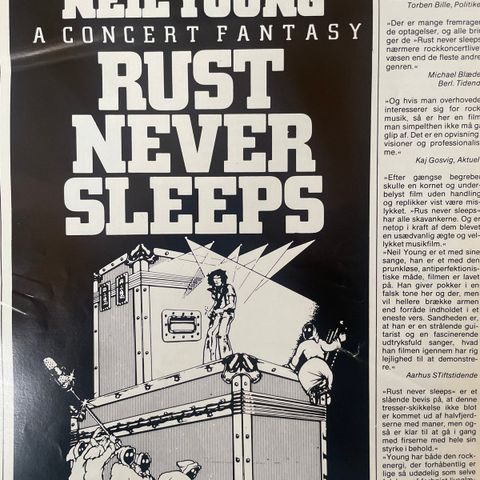 NEIL YOUNG
A CONCERT FANTASY
RUST
NEVER
SLEEPS
Torben Bille, Politike
»Der er mange fremrager
de optagelser, og alle brin
ger de »Rust never sleeps
nærmere rockkoncertlive
væsen end de fleste andre
genren.«
Michael Blæde
Berl. Tidend
»Og hvis man overhovede
interesserer sig for rock
musik, så er her en film
man simpelthen ikke må ga
glip af. Det er en opvisning
visioner og professionalis
me.«
Kaj Gosvig, Aktuel
»Efter gængse begrebe
skulle en kornet og under-
belyst film uden handling
og replikker vist være mis-
lykket. »Rus never sleeps«
har alle skavankerne. Og er
netop i kraft af dem blevet
en usædvanlig ægte og vel-
lykket musikfilm.«
»Neil Young er et med sine
sange, han er et med den
prunkløse, antiperfektionis-
tiske måde, filmen er lavet
på. Han giver pokker i en
falsk tone her og der, men
vil hellere brække armen
end forråde indholdet i et
eneste vers. Sandheden er,
at han er en strålende gui-
tarist og en fascinerende
udtryksfuld sanger, hvad
han filmen igennem har rig
lejlighed til at demonstre-
re.«
Aarhus STiftstidende
»Rust never sleeps« er et
slående bevis på, at denne
tresser-skikkelse ikke blot
er kommet ud af halvfjerd-
serne med maner, men og-
så er klar til at gå i gang
med firserne med hele sin
styrke i behold.«
»Young har både den rock-
energi, der forhåbentlig er
lige så udødelig som selve